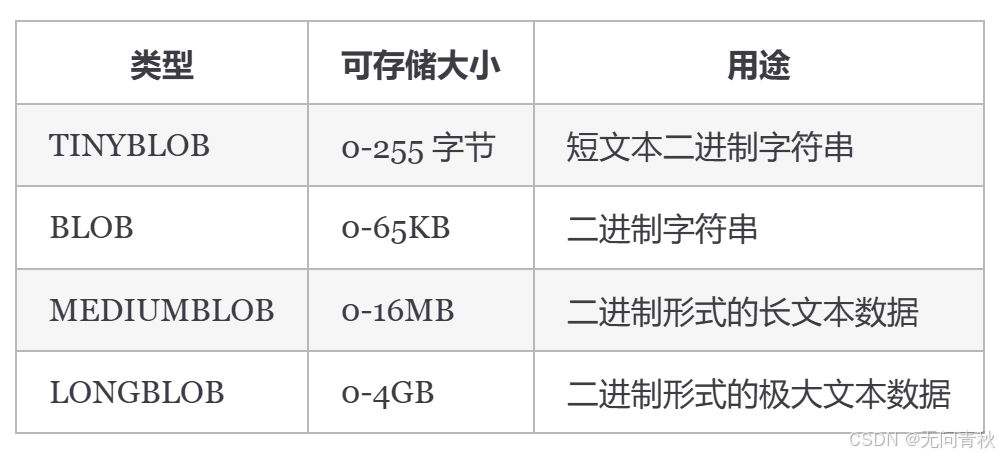 类型 可存储大小 用途
TINYBLOB 0-255 字节 短文本二进制字符串
BLOB 0-65KB 二进制字符串
MEDIUMBLOB 0-16MB 二进制形式的长文本数据
LONGBLOB 0-4GB 二进制形式的极大文本数据
CSDN @无问青秋